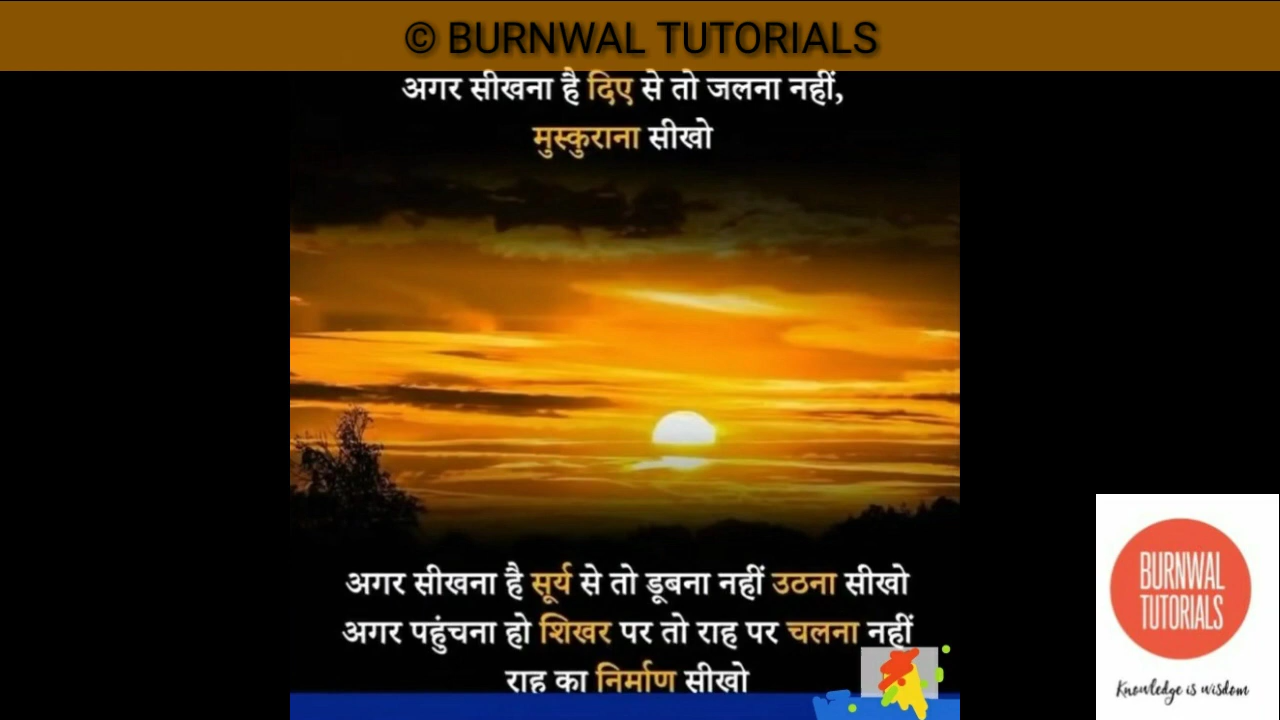 © BURNWAL TUTORIALS
अगर सीखना है दिए से तो जलना नहीं,
मुस्कुराना सीखो
अगर सीखना है सूर्य से तो डूबना नहीं उठना सीखो
अगर पहुंचना हो शिखर पर तो राह पर चलना नहीं
राह का निर्माण सीखो
BURNWAL
TUTORIALS
Knowledge is wisdom